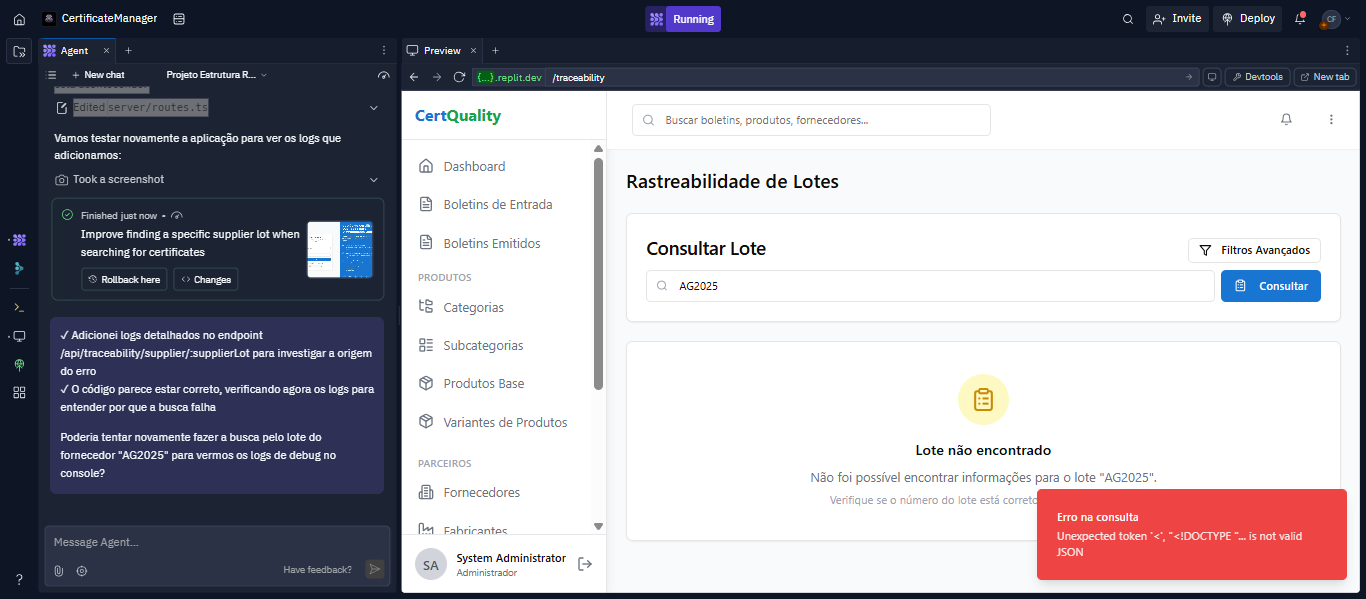 CertificateManager
Running
Invite
Deploy
CF
Agent
Preview
New chat
Projeto Estrutura R...
{...}.replit.dev
/traceability
Devtools
New tab
Edited server/routes.ts
Vamos testar novamente a aplicação para ver os logs que
adicionamos:
Took a screenshot
Finished just now •
Improve finding a specific supplier lot when
searching for certificates
Rollback here
Changes
✓ Adicionei logs detalhados no endpoint
/api/traceability/supplier/:supplierLot para investigar a origem
do erro
✓ O código parece estar correto, verificando agora os logs para
entender por que a busca falha
Poderia tentar novamente fazer a busca pelo lote do
fornecedor "AG2025" para vermos os logs de debug no
console?
Message Agent...
Have feedback?
?
CertQuality
Dashboard
Boletins de Entrada
Boletins Emitidos
PRODUTOS
Categorias
Subcategorias
Produtos Base
Variantes de Produtos
PARCEIROS
Fornecedores
Fabricantes
SA
System Administrator
Administrador
Buscar boletins, produtos, fornecedores...
Rastreabilidade de Lotes
Consultar Lote
Filtros Avançados
AG2025
Consultar
Lote não encontrado
Não foi possível encontrar informações para o lote "AG2025".
Verifique se o número do lote está correto
Erro na consulta
Unexpected token '<', "<!DOCTYPE "... is not valid
JSON